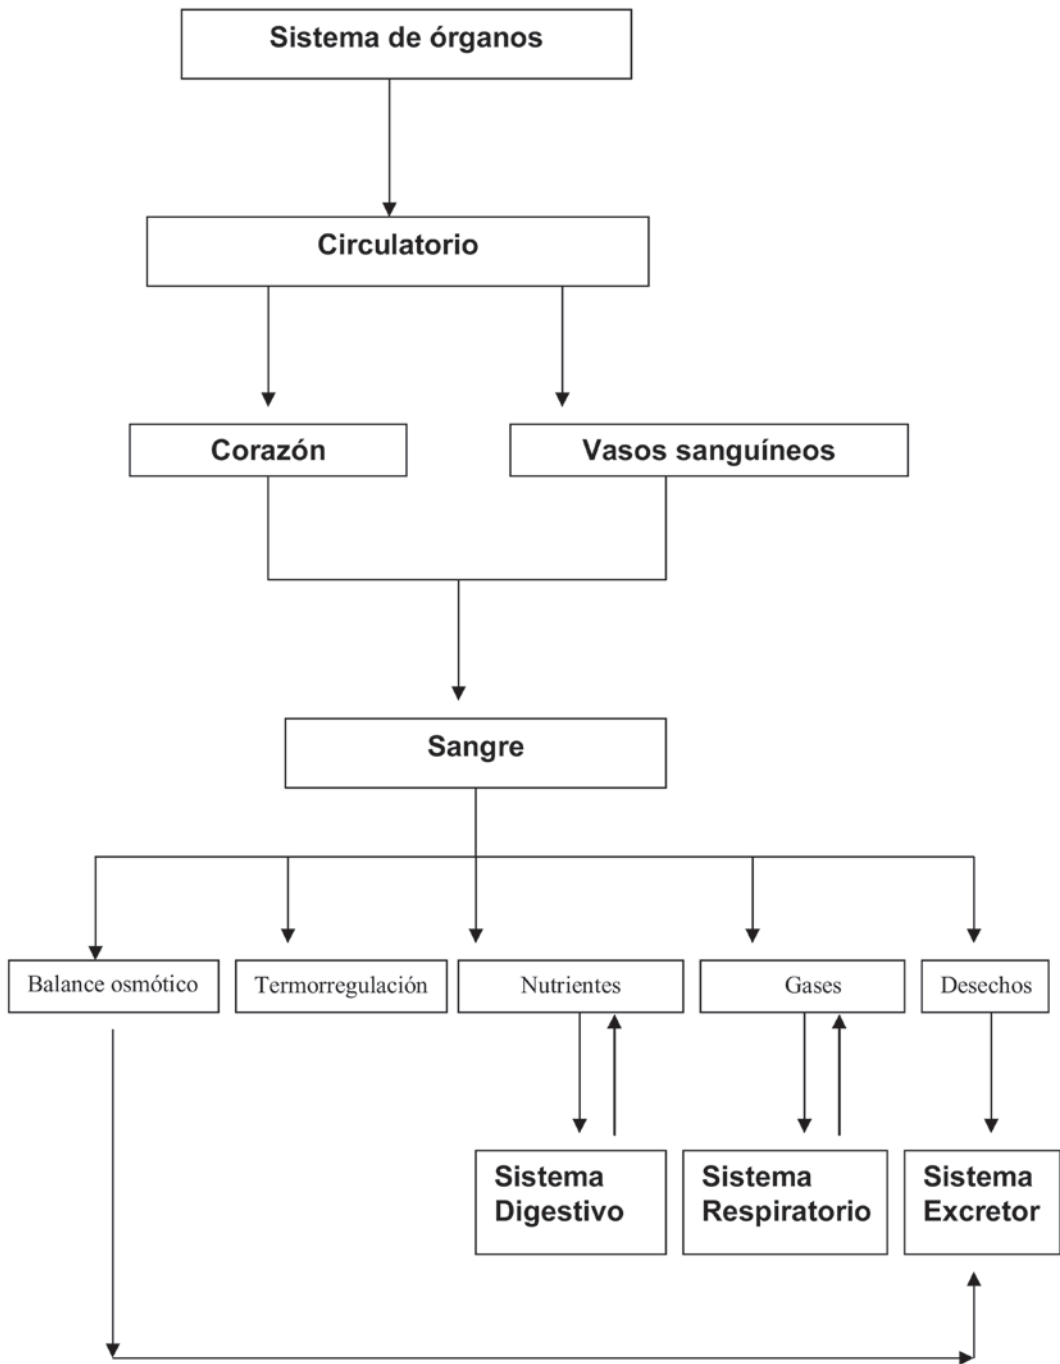 Sistema de órganos
Circulatorio
Corazón
Vasos sanguíneos
Sangre
Balance osmótico
Termorregulación
Nutrientes
Gases
Desechos
Sistema
Digestivo
Sistema
Respiratorio
Sistema
Excretor